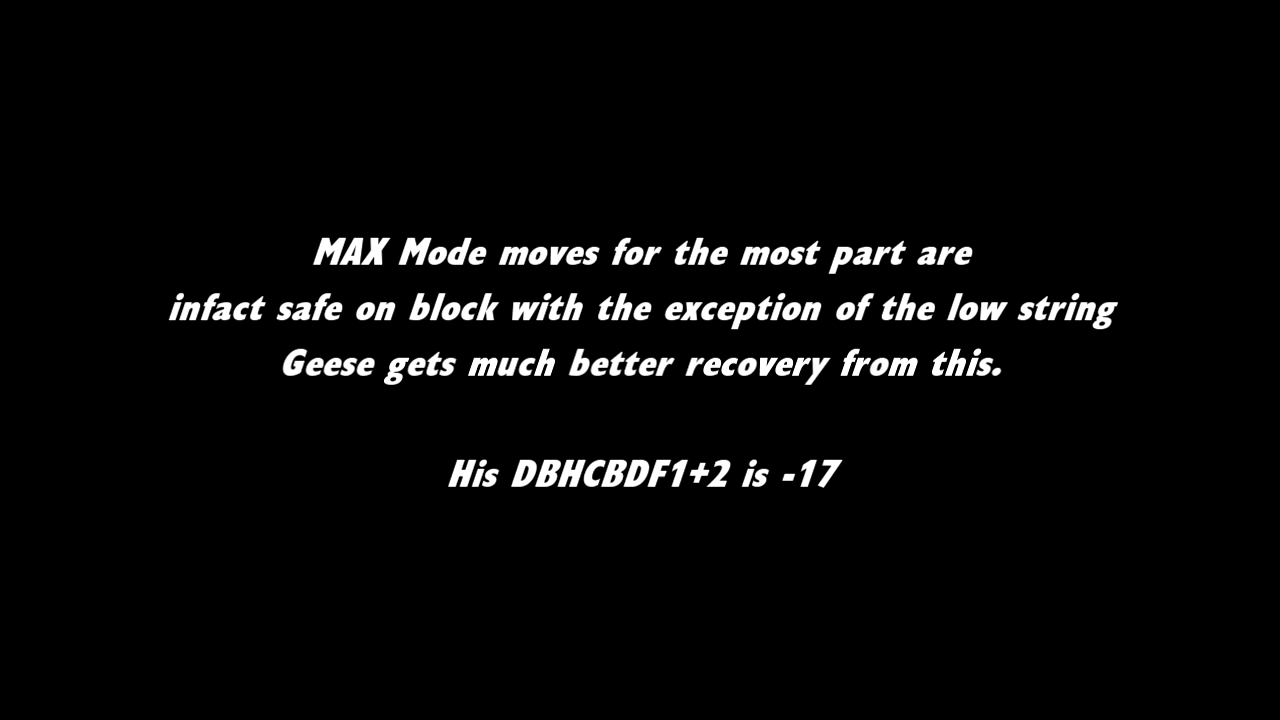 MAX Mode moves for the most part are
infact safe on block with the exception of the low string
Geese gets much better recovery from this.
His DBHCBDF1+2 is -17